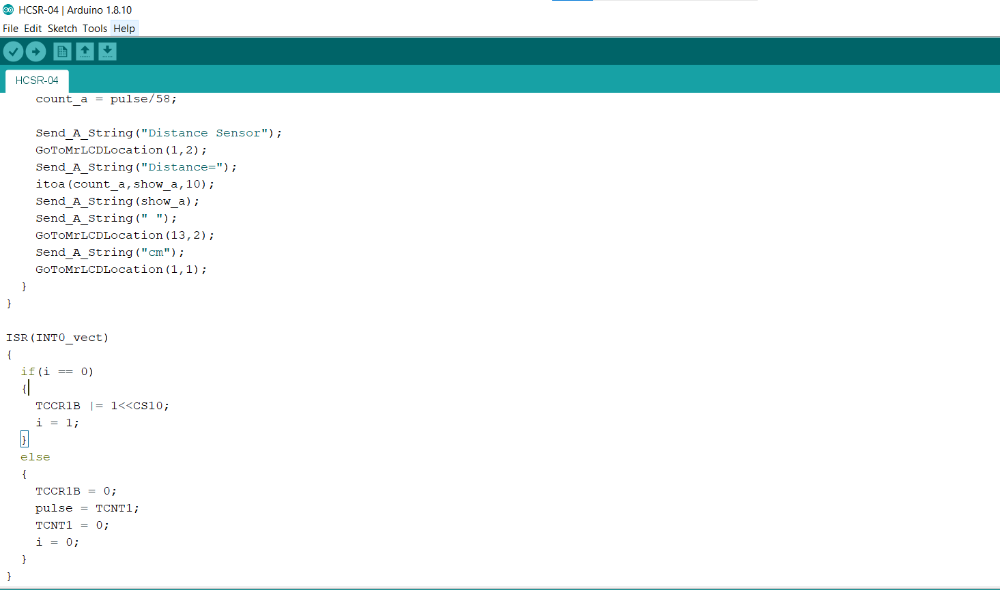 HCSR-04 | Arduino 1.8.10
File Edit Sketch Tools Help
HCSR-04
count_a = pulse/58;
Send_A_String("Distance Sensor");
GoToMrLCDLocation(1,2);
Send_A_String("Distance=");
itoa(count_a,show_a,10);
Send_A_String(show_a);
Send_A_String(" ");
GoToMrLCDLocation(13,2);
Send_A_String("cm");
GoToMrLCDLocation(1,1);
}
}
ISR(INT0_vect)
{
if(i == 0)
{
TCCR1B |= 1<<CS10;
i = 1;
}
else
{
TCCR1B = 0;
pulse = TCNT1;
TCNT1 = 0;
i = 0;
}
}